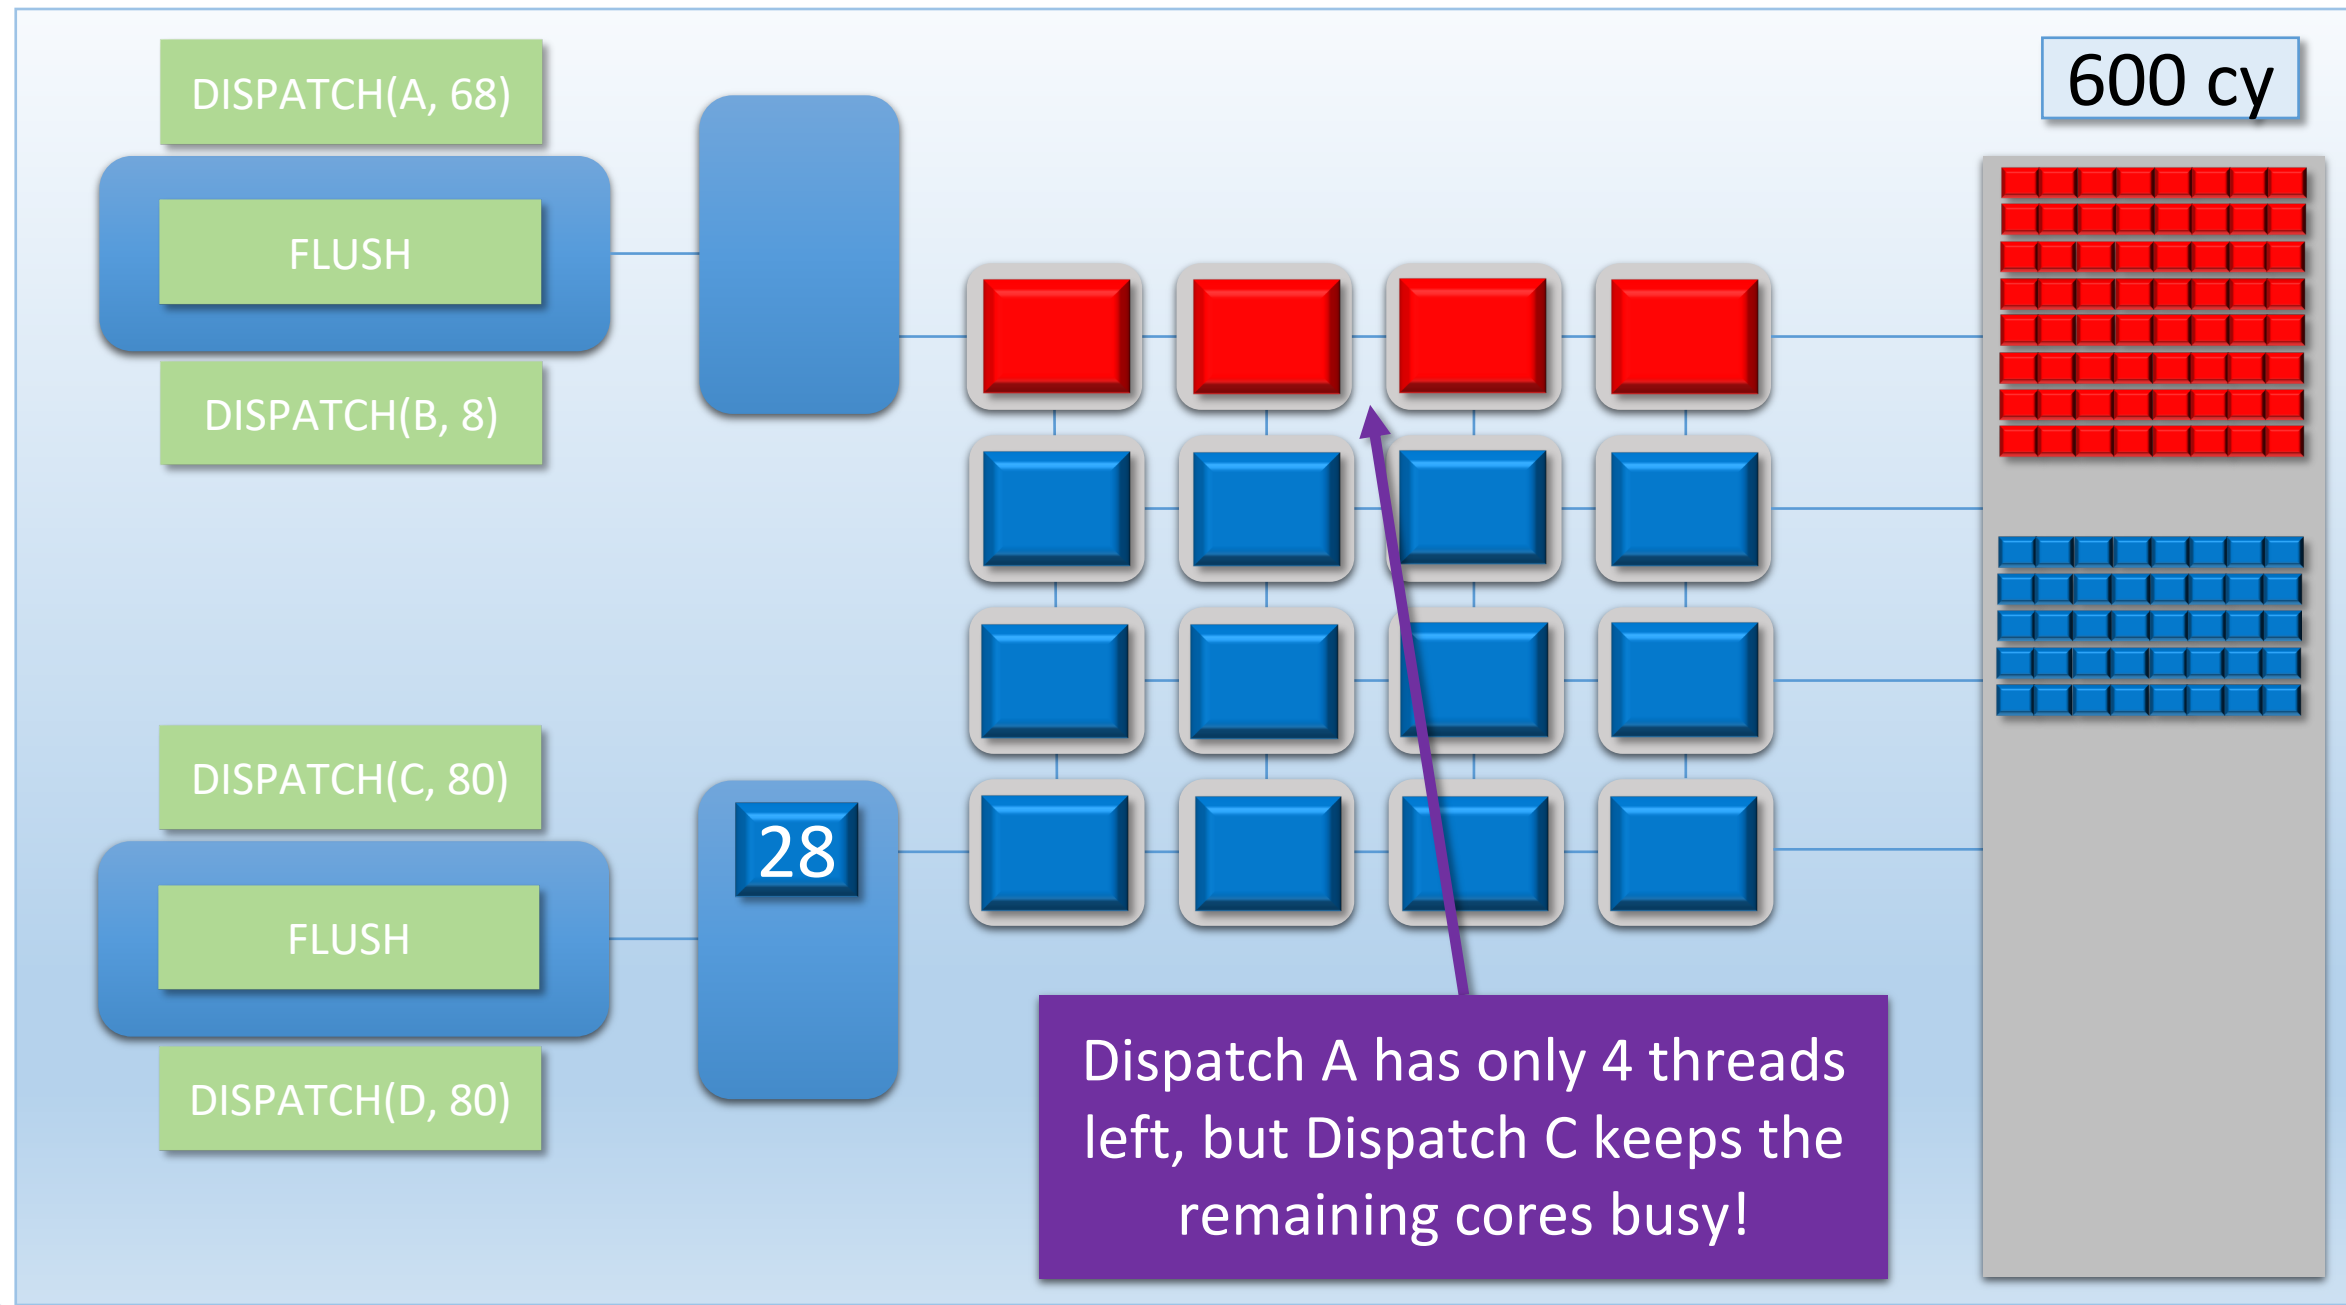 DISPATCH(A, 68)
600 cy
FLUSH
DISPATCH(B, 8)
DISPATCH(C, 80)
28
FLUSH
DISPATCH(D, 80)
Dispatch A has only 4 threads
left, but Dispatch C keeps the
remaining cores busy!